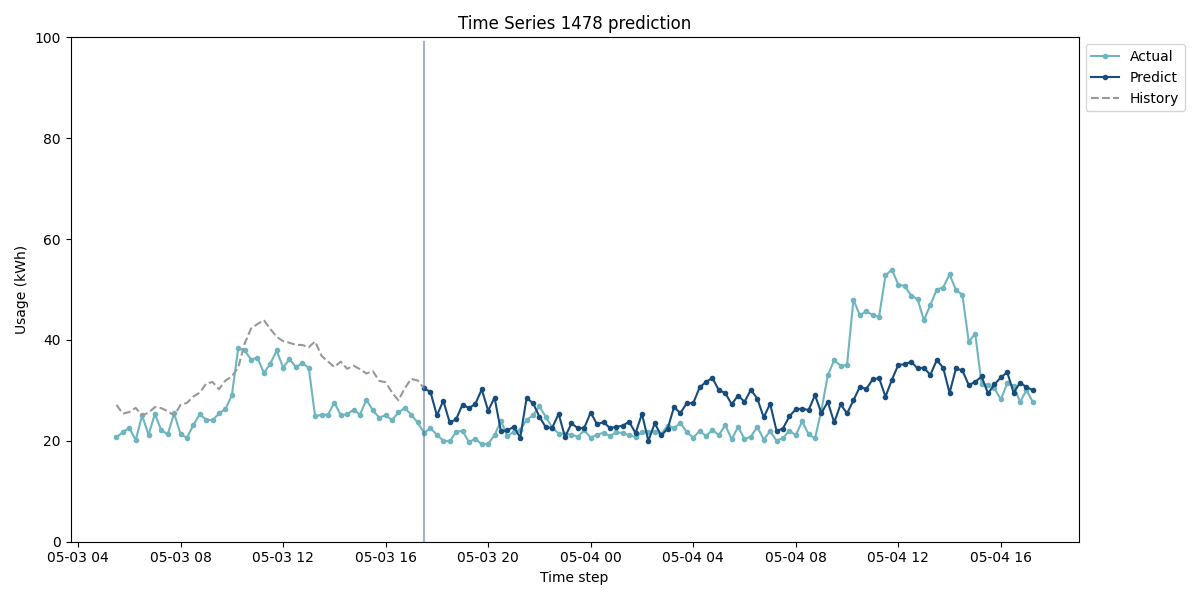 Time Series 1478 prediction
100
80
60
40
20
0
Usage (kWh)
05-03 04
05-03 08
05-03 12
05-03 16
05-03 20
05-04 00
05-04 04
05-04 08
05-04 12
05-04 16
Time step
Actual
Predict
History